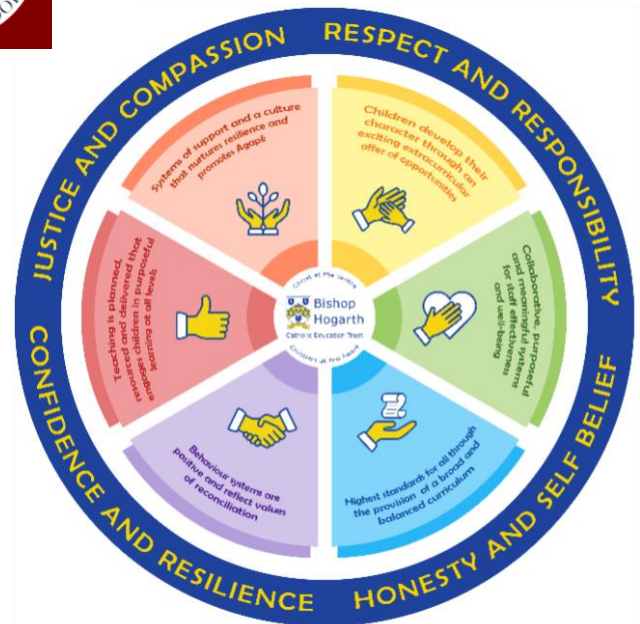 JUSTICE AND COMPASSION
RESPECT AND RESPONSIBILITY
HONESTY AND SELF BELIEF
CONFIDENCE AND RESILIENCE
Systems of support and a culture
that nurtures resilience and
promotes Agapé
Children develop their
character through an
exciting extracurricular
offer of opportunities
Collaborative, purposeful
and meaningful systems
for staff effectiveness
and well-being
Highest standards for all through
the provision of a broad and
balanced curriculum
Behaviour systems are
positive and reflect values
of reconciliation
Teaching is planned,
resourced and delivered that
engages children in purposeful
learning at all levels
Christ at the centre
Bishop
Hogarth
Catholic Education Trust
Children at the heart